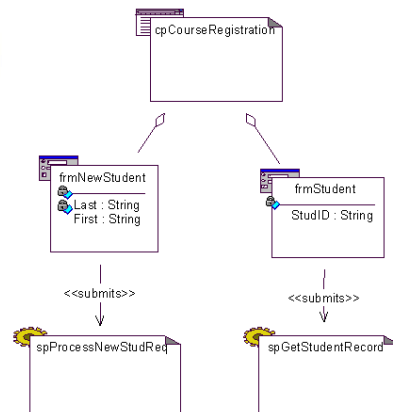 cpCourseRegistration
frmNewStudent
Last : String
First : String
frmStudent
StudID : String
<<submits>>
<<submits>>
spProcessNewStudReq
spGetStudentRecord